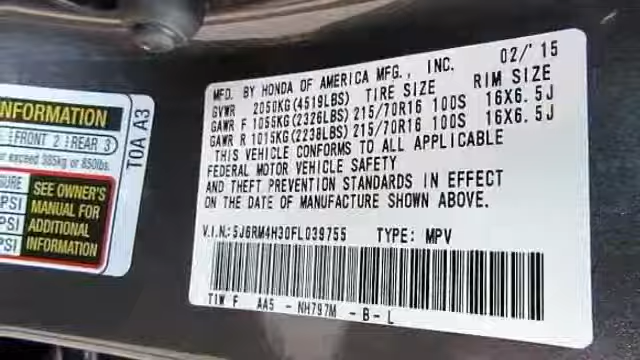 INFORMATION
FRONT 2 REAR 3
or exceed 385kg or 850lbs.
SEE OWNER'S
MANUAL FOR
ADDITIONAL
INFORMATION
PSI
PSI
PSI
T0A A3
MFD. BY HONDA OF AMERICA MFG., INC. 02/'15
GVWR 2050KG(4519LBS) TIRE SIZE RIM SIZE
GAWR F 1055KG(2326LBS) 215/70R16 100S 16X6.5J
GAWR R 1015KG(2238LBS) 215/70R16 100S 16X6.5J
THIS VEHICLE CONFORMS TO ALL APPLICABLE
FEDERAL MOTOR VEHICLE SAFETY
AND THEFT PREVENTION STANDARDS IN EFFECT
ON THE DATE OF MANUFACTURE SHOWN ABOVE.
V.I.N.:5J6RM4H30FL039755 TYPE: MPV
T1W F AA5 - NH797M - B - L